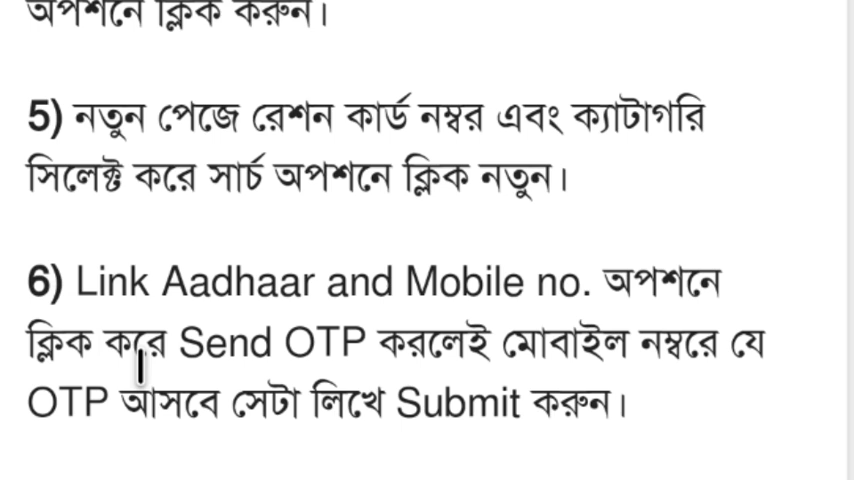 অপশনে ক্লিক করুন।
5) নতুন পেজে রেশন কার্ড নম্বর এবং ক্যাটাগরি
সিলেক্ট করে সার্চ অপশনে ক্লিক নতুন।
6) Link Aadhaar and Mobile no. অপশনে
ক্লিক করে Send OTP করলেই মোবাইল নম্বরে যে
OTP আসবে সেটা লিখে Submit করুন।